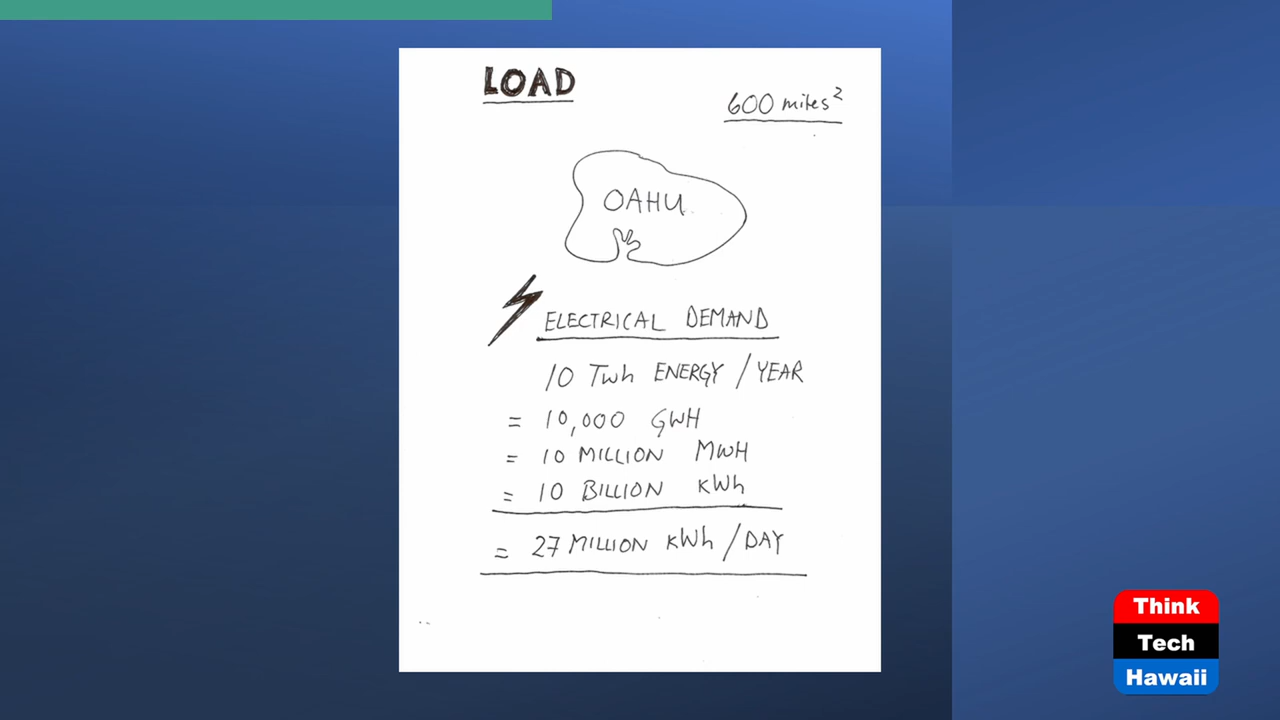 LOAD
600 miles²
OAHU
ELECTRICAL DEMAND
10 Twh ENERGY / YEAR
= 10,000 GWH
= 10 MILLION MWH
= 10 BILLION kWh
= 27 MILLION kWh / DAY
Think
Tech
Hawaii